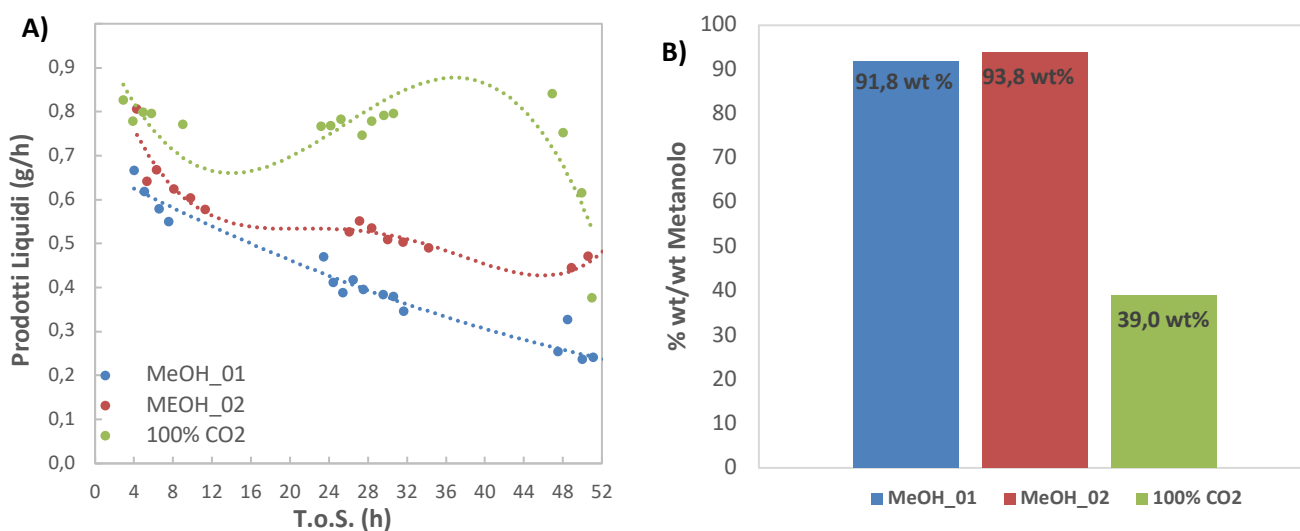 A)
Prodotti Liquidi (g/h)
0,9
0,8
0,7
0,6
0,5
0,4
0,3
0,2
0,1
0,0
MeOH_01
MEOH_02
100% CO2
0 4 8 12 16 20 24 28 32 36 40 44 48 52
T.o.S. (h)
B)
% wt/wt Metanolo
100
90
80
70
60
50
40
30
20
10
0
91,8 wt %
93,8 wt%
39,0 wt%
MeOH_01 MeOH_02 100% CO2